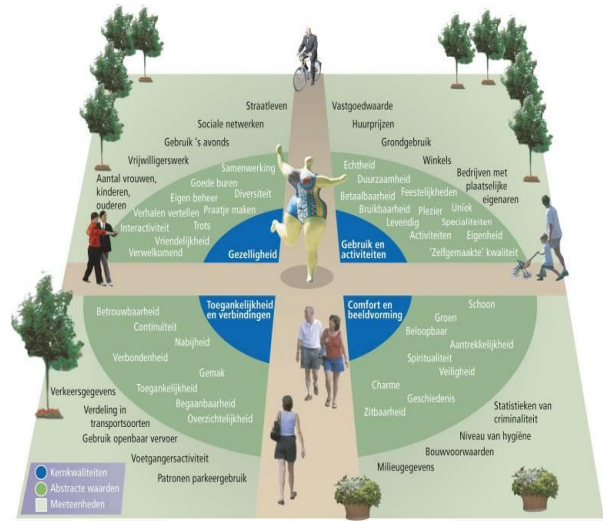 Straatleven
Sociale netwerken
Gebruik 's avonds
Vrijwilligerswerk
Aantal vrouwen,
kinderen,
ouderen
Samenwerking
Goede buren
Diversiteit
Eigen beheer
Praatje maken
Verhalen vertellen
Trots
Interactiviteit
Vriendelijkheid
Verwelkomend
Gezelligheid
Vastgoedwaarde
Huurprijzen
Grondgebruik
Winkels
Bedrijven met
plaatselijke
eigenaren
Echtheid
Duurzaamheid
Betaalbaarheid
Feestelijkheden
Bruikbaarheid
Plezier
Uniek
Levendig
Specialiteiten
Activiteiten
Eigenheid
'Zelfgemaakte' kwaliteit
Gebruik en
activiteiten
Toegankelijkheid
en verbindingen
Betrouwbaarheid
Continuïteit
Nabijheid
Verbondenheid
Gemak
Toegankelijkheid
Begaanbaarheid
Overzichtelijkheid
Verkeersgegevens
Verdeling in
transportsoorten
Gebruik openbaar vervoer
Voetgangersactiviteit
Patronen parkeergebruik
Comfort en
beeldvorming
Schoon
Groen
Beloopbaar
Aantrekkelijkheid
Spiritualiteit
Veiligheid
Charme
Geschiedenis
Zitbaarheid
Statistieken van
criminaliteit
Niveau van hygiëne
Bouwvoorwaarden
Milieugegevens
Kernkwaliteiten
Abstracte waarden
Meeteenheden